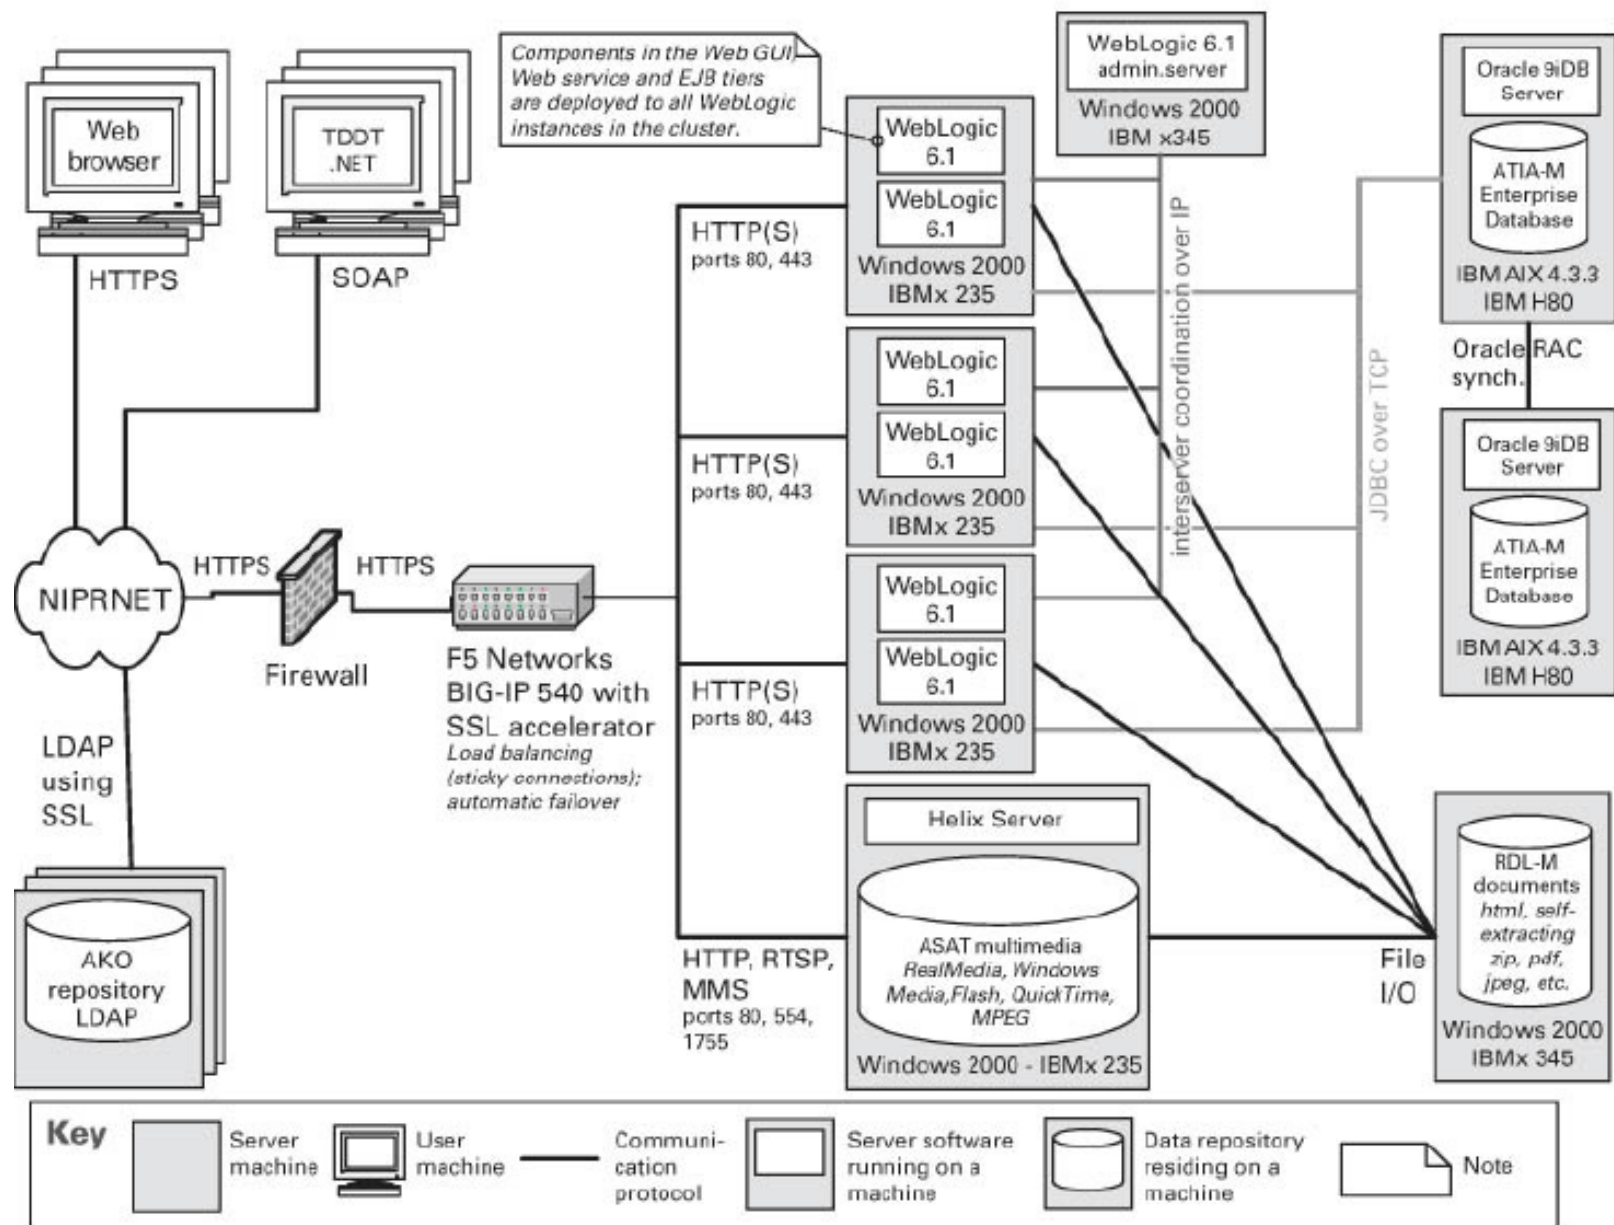 Components in the Web GUI,
Web service and EJB tiers
are deployed to all WebLogic
instances in the cluster.
WebLogic 6.1
admin.server
Windows 2000
IBM x345
Oracle 9iDB
Server
ATIA-M
Enterprise
Database
IBM AIX 4.3.3
IBM H80
Web
browser
HTTPS
TDDT
.NET
SOAP
WebLogic
6.1
WebLogic
6.1
Windows 2000
IBMx 235
HTTP(S)
ports 80, 443
interserver coordination over IP
JDBC over TCP
Oracle RAC
synch.
WebLogic
6.1
WebLogic
6.1
Windows 2000
IBMx 235
HTTP(S)
ports 80, 443
Oracle 9iDB
Server
ATIA-M
Enterprise
Database
IBM AIX 4.3.3
IBM H80
NIPRNET
HTTPS
HTTPS
Firewall
F5 Networks
BIG-IP 540 with
SSL accelerator
Load balancing
(sticky connections);
automatic failover
WebLogic
6.1
WebLogic
6.1
Windows 2000
IBMx 235
HTTP(S)
ports 80, 443
LDAP
using
SSL
AKO
repository
LDAP
Helix Server
ASAT multimedia
RealMedia, Windows
Media,Flash, QuickTime,
MPEG
Windows 2000 - IBMx 235
HTTP, RTSP,
MMS
ports 80, 554,
1755
File
I/O
RDL-M
documents
html, self-
extracting
zip, pdf,
jpeg, etc.
Windows 2000
IBMx 345
Key
Server
machine
User
machine
Communi-
cation
protocol
Server software
running on a
machine
Data repository
residing on a
machine
Note